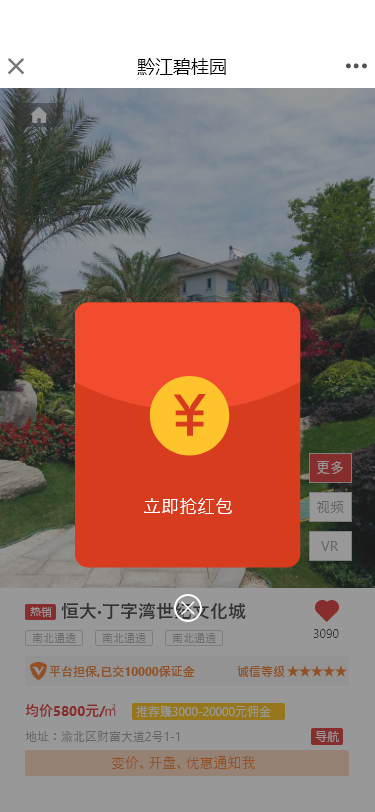 黔江碧桂园
¥
立即抢红包
更多
视频
VR
热销 恒大·丁字湾世纪文化城
南北通透 南北通透 南北通透
3090
平台担保,已交10000保证金 诚信等级★★★★★
均价5800元/㎡ 推荐赚3000-20000元佣金
地址：渝北区财富大道2号1-1 导航
变价、开盘、优惠通知我